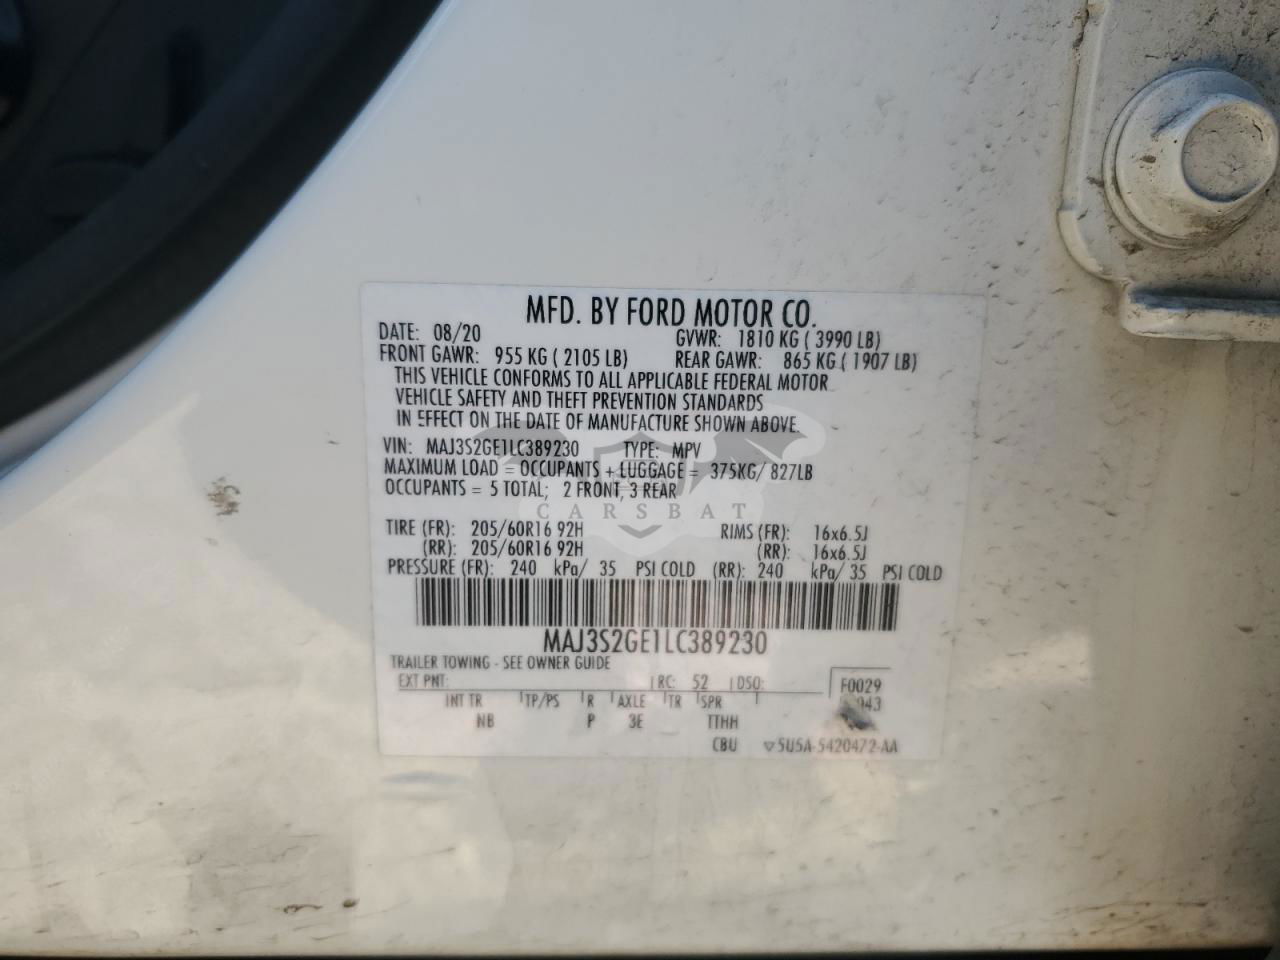 MFD. BY FORD MOTOR CO.
DATE: 08/20 GVWR: 1810 KG ( 3990 LB)
FRONT GAWR: 955 KG ( 2105 LB) REAR GAWR: 865 KG ( 1907 LB)
THIS VEHICLE CONFORMS TO ALL APPLICABLE FEDERAL MOTOR
VEHICLE SAFETY AND THEFT PREVENTION STANDARDS
IN EFFECT ON THE DATE OF MANUFACTURE SHOWN ABOVE.
VIN: MAJ3S2GE1LC389230 TYPE: MPV
MAXIMUM LOAD = OCCUPANTS + LUGGAGE = 375KG/ 827LB
OCCUPANTS = 5 TOTAL; 2 FRONT, 3 REAR
CARSBAT
TIRE (FR): 205/60R16 92H RIMS (FR): 16x6.5J
(RR): 205/60R16 92H (RR): 16x6.5J
PRESSURE (FR): 240 kPa/ 35 PSI COLD (RR): 240 kPa/ 35 PSI COLD
MAJ3S2GE1LC389230
TRAILER TOWING - SEE OWNER GUIDE
EXT PNT: RC: 52 DSO: F0029
INT TR TP/PS R AXLE TR SPR
NB P 3E TTHH
CBU 5U5A-5420472-AA